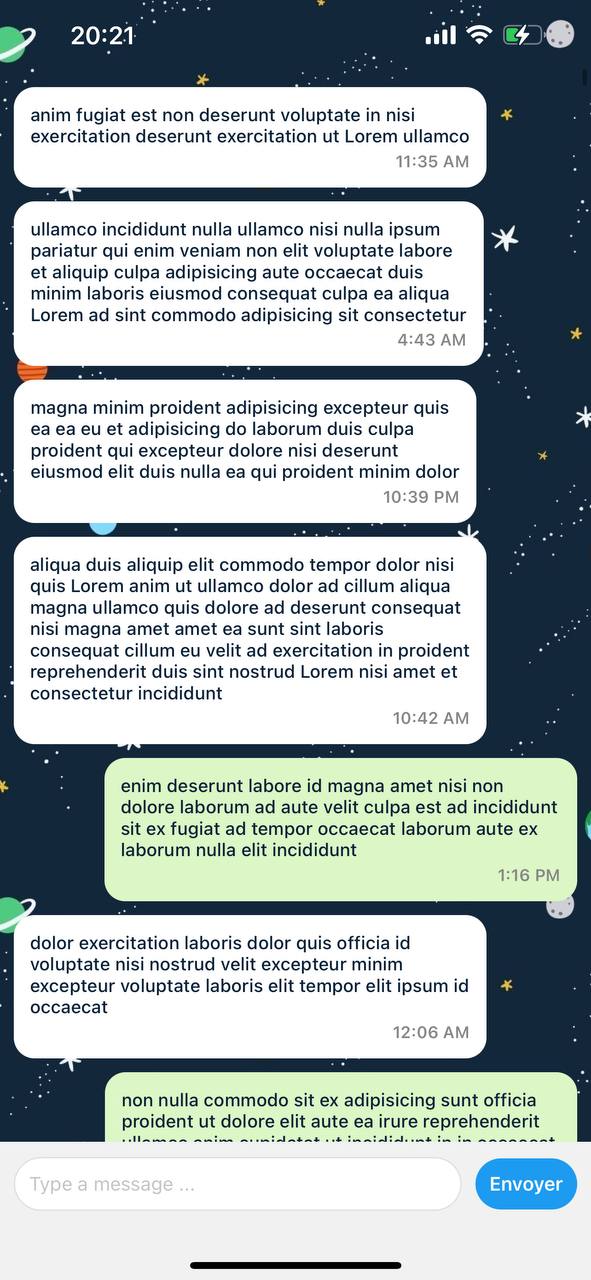 20:21
anim fugiat est non deserunt voluptate in nisi
exercitation deserunt exercitation ut Lorem ullamco
11:35 AM
ullamco incididunt nulla ullamco nisi nulla ipsum
pariatur qui enim veniam non elit voluptate labore
et aliquip culpa adipisicing aute occaecat duis
minim laboris eiusmod consequat culpa ea aliqua
Lorem ad sint commodo adipisicing sit consectetur
4:43 AM
magna minim proident adipisicing excepteur quis
ea ea eu et adipisicing do laborum duis culpa
proident qui excepteur dolore nisi deserunt
eiusmod elit duis nulla ea qui proident minim dolor
10:39 PM
aliqua duis aliquip elit commodo tempor dolor nisi
quis Lorem anim ut ullamco dolor ad cillum aliqua
magna ullamco quis dolore ad deserunt consequat
nisi magna amet amet ea sunt sint laboris
consequat cillum eu velit ad exercitation in proident
reprehenderit duis sint nostrud Lorem nisi amet et
consectetur incididunt
10:42 AM
enim deserunt labore id magna amet nisi non
dolore laborum ad aute velit culpa est ad incididunt
sit ex fugiat ad tempor occaecat laborum aute ex
laborum nulla elit incididunt
1:16 PM
dolor exercitation laboris dolor quis officia id
voluptate nisi nostrud velit excepteur minim
excepteur voluptate laboris elit tempor elit ipsum id
occaecat
12:06 AM
non nulla commodo sit ex adipisicing sunt officia
proident ut dolore elit aute ea irure reprehenderit
ullamco anim cupidatat ut incididunt in in occaecat
Type a message ...
Envoyer